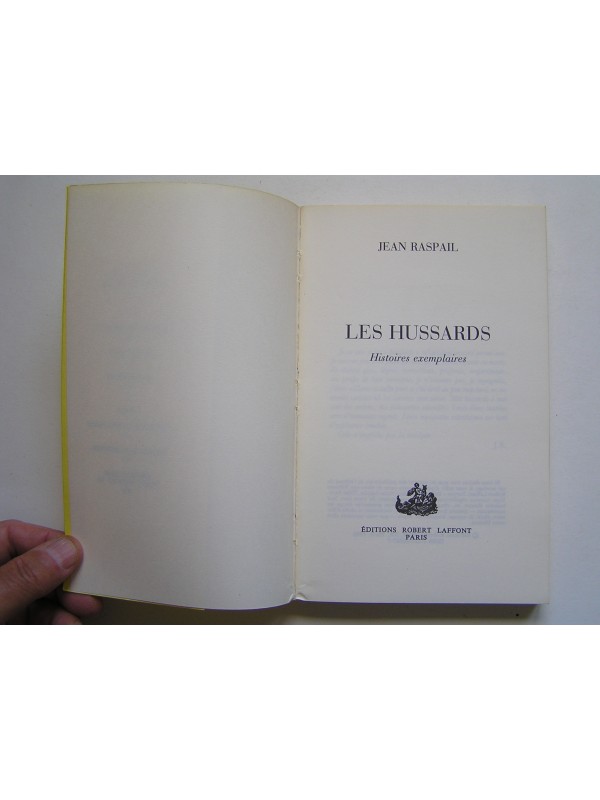 JEAN RASPAIL
LES HUSSARDS
Histoires exemplaires
ÉDITIONS ROBERT LAFFONT
PARIS